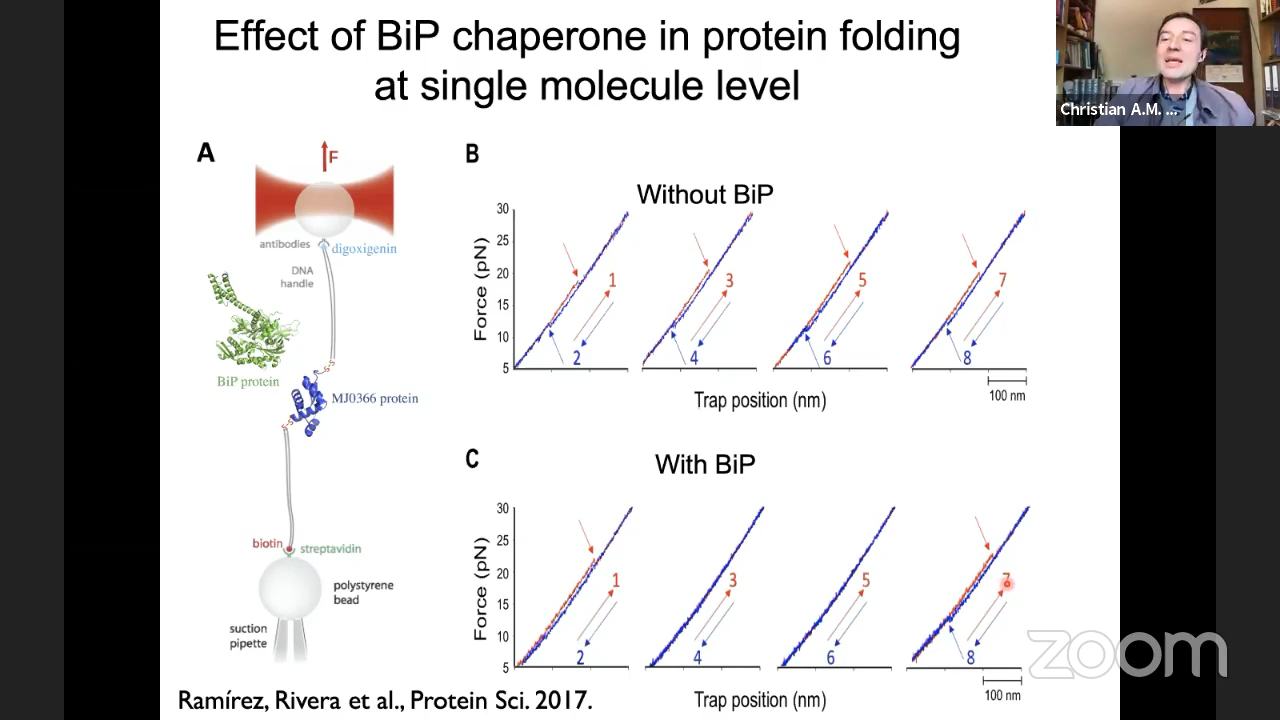 Effect of BiP chaperone in protein folding
at single molecule level
Christian A.M. ...
A
F
antibodies
digoxigenin
DNA
handle
BiP protein
S-S
MJ0366 protein
S-S
biotin
streptavidin
polystyrene
bead
suction
pipette
B
Without BiP
Force (pN)
30
25
20
15
10
5
1
2
3
4
5
6
7
8
Trap position (nm)
100 nm
C
With BiP
Force (pN)
30
25
20
15
10
5
1
2
3
4
5
6
7
8
Trap position (nm)
100 nm
zoom
Ramírez, Rivera et al., Protein Sci. 2017.